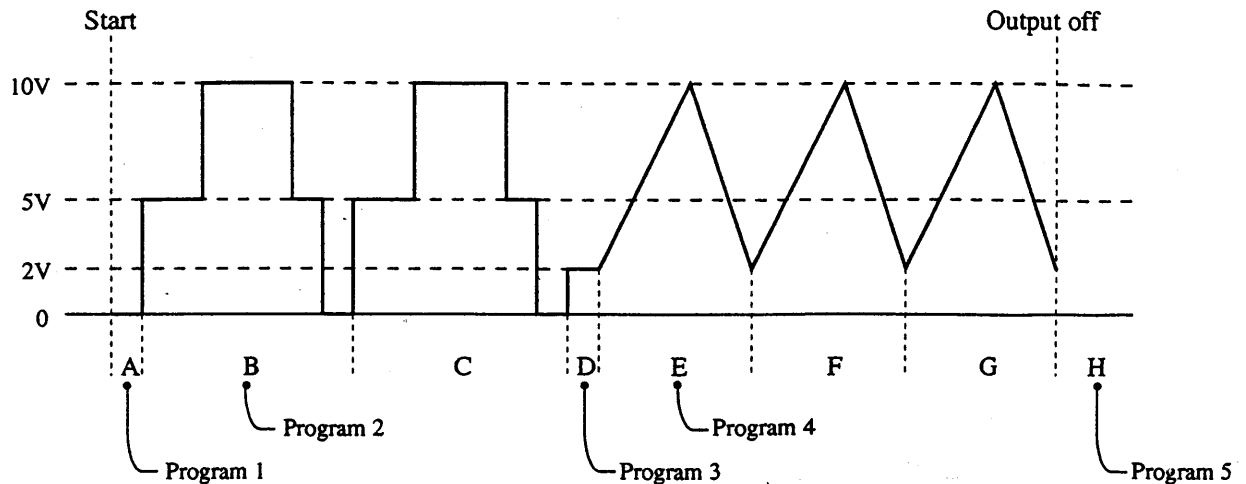 Start
Output off
10V
5V
2V
0
A B C D E F G H
Program 2
Program 4
Program 1
Program 3
Program 5